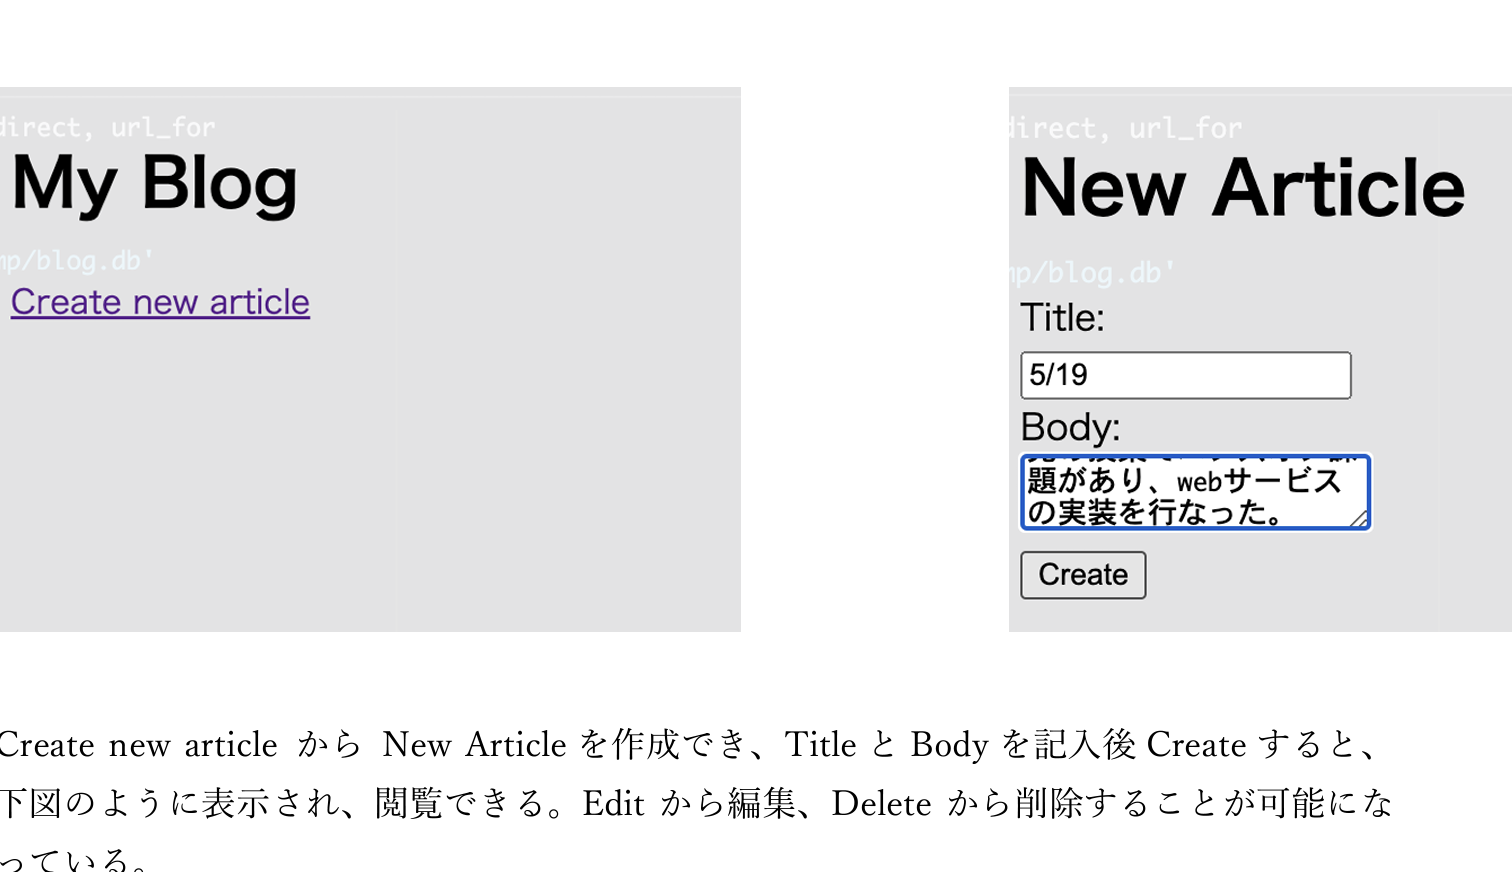 direct, url_for
My Blog
mp/blog.db'
Create new article
direct, url_for
New Article
mp/blog.db'
Title:
5/19
Body:
題があり、webサービス
の実装を行なった。
Create
Create new article から New Article を作成でき、Title と Body を記入後 Create すると、
下図のように表示され、閲覧できる。Edit から編集、Delete から削除することが可能にな
っている。